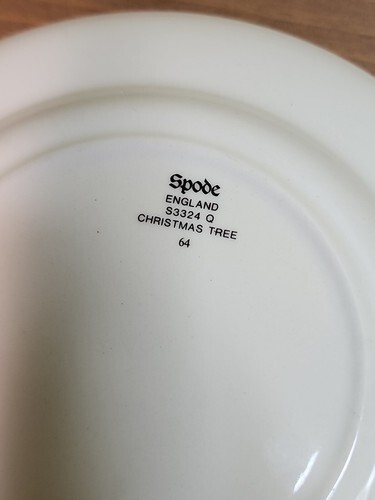 Spode
ENGLAND
S3324 Q
CHRISTMAS TREE
64